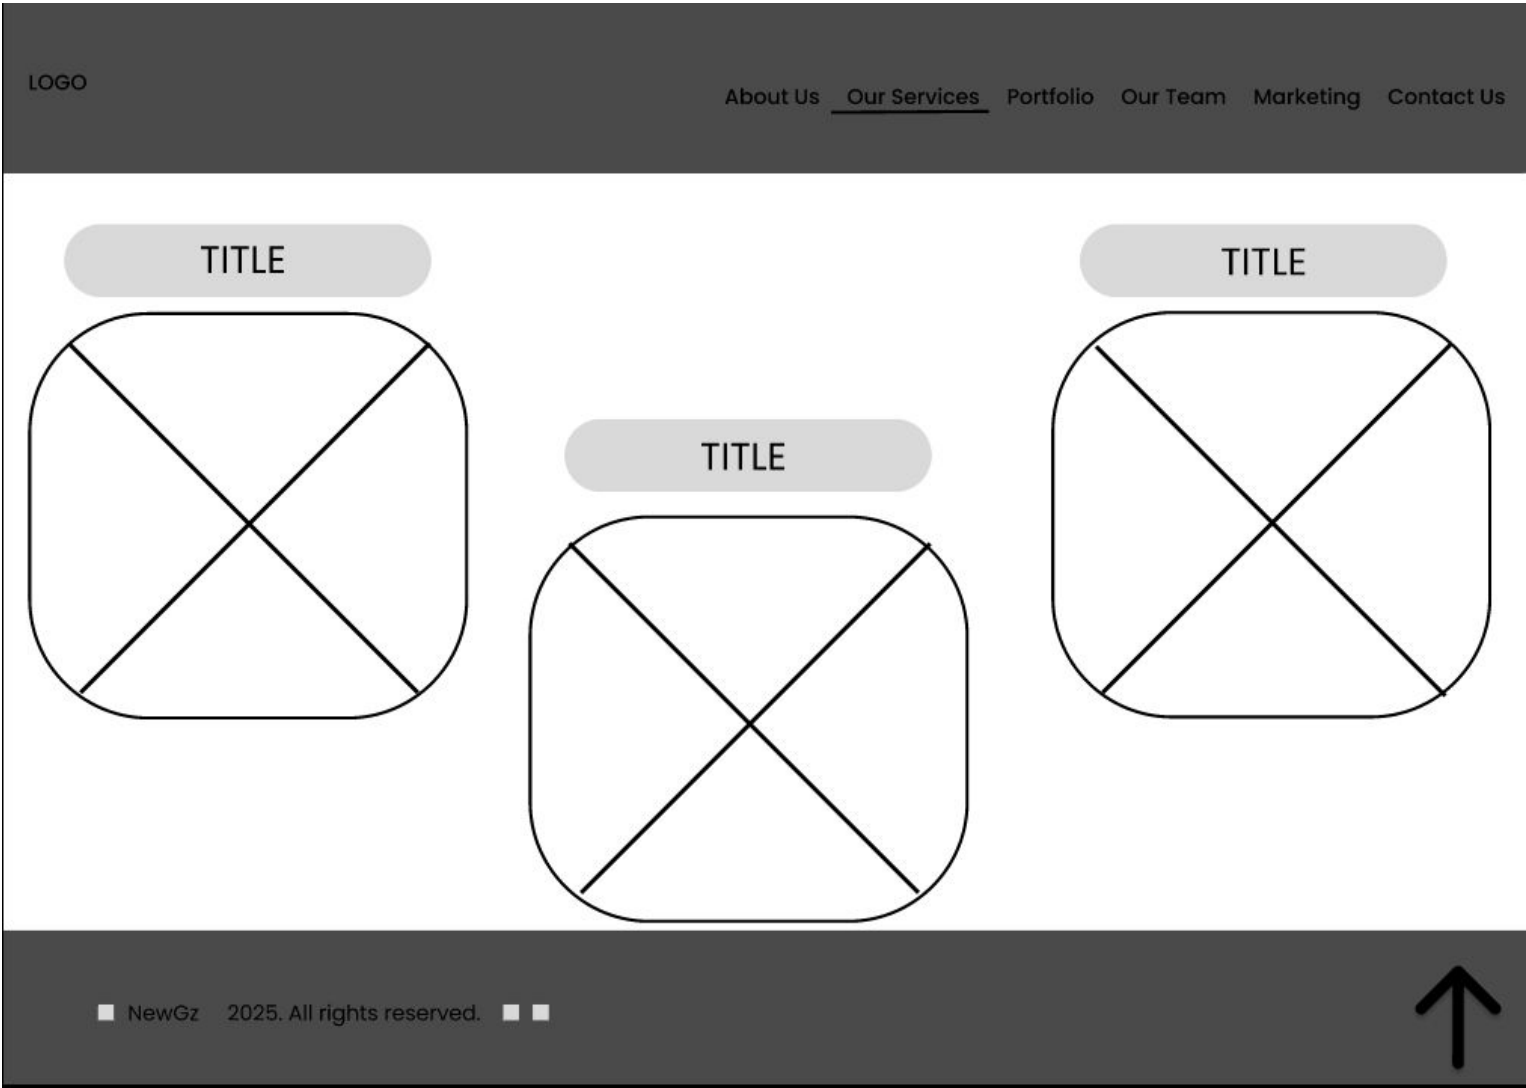 LOGO
About Us Our Services Portfolio Our Team Marketing Contact Us
TITLE
TITLE
TITLE
NewGz 2025. All rights reserved.